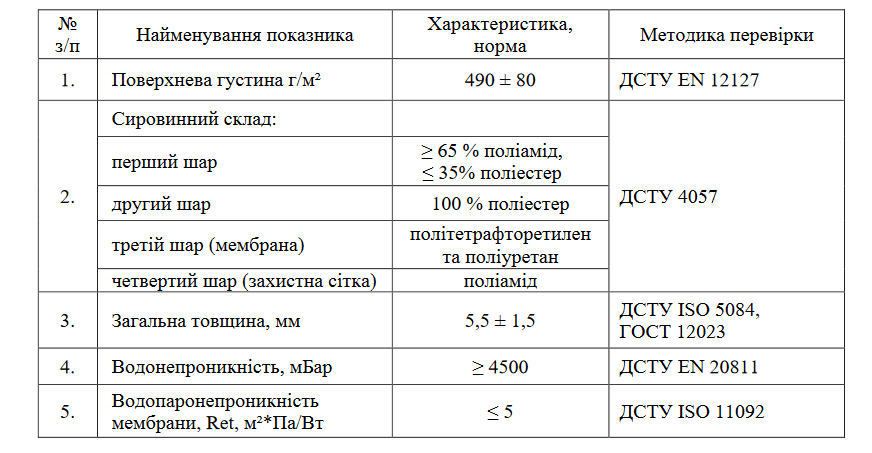 №
з/п
Найменування показника
Характеристика,
норма
Методика перевірки
1.
Поверхнева густина г/м²
490 ± 80
ДСТУ EN 12127
2.
Сировинний склад:
перший шар
≥ 65 % поліамід,
≤ 35% поліестер
другий шар
100 % поліестер
третій шар (мембрана)
політетрафторетилен
та поліуретан
четвертий шар (захистна сітка)
поліамід
ДСТУ 4057
3.
Загальна товщина, мм
5,5 ± 1,5
ДСТУ ISO 5084,
ГОСТ 12023
4.
Водонепроникність, мБар
≥ 4500
ДСТУ EN 20811
5.
Водопаронепроникність
мембрани, Ret, м²*Па/Вт
≤ 5
ДСТУ ISO 11092